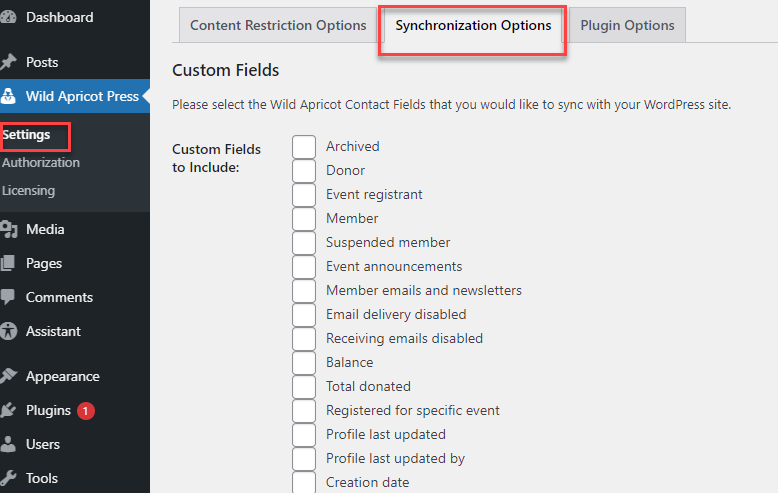 Dashboard
Posts
Wild Apricot Press
Settings
Authorization
Licensing
Media
Pages
Comments
Assistant
Appearance
Plugins 1
Users
Tools
Content Restriction Options
Synchronization Options
Plugin Options
Custom Fields
Please select the Wild Apricot Contact Fields that you would like to sync with your WordPress site.
Custom Fields
to Include:
Archived
Donor
Event registrant
Member
Suspended member
Event announcements
Member emails and newsletters
Email delivery disabled
Receiving emails disabled
Balance
Total donated
Registered for specific event
Profile last updated
Profile last updated by
Creation date